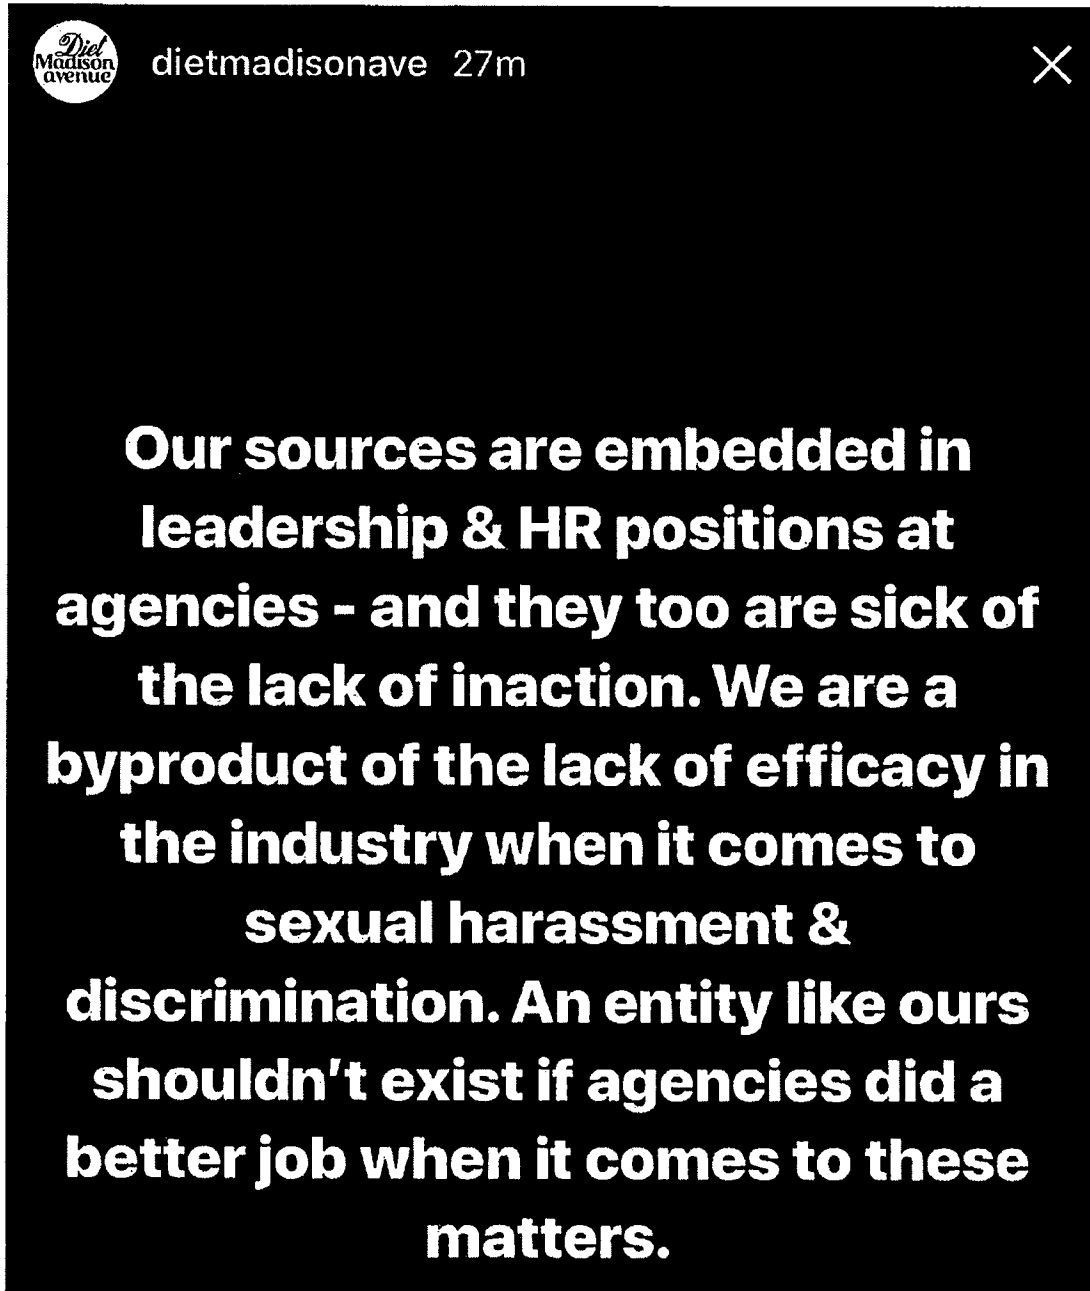 Diet
Madison
avenue
dietmadisonave 27m
Our sources are embedded in
leadership & HR positions at
agencies - and they too are sick of
the lack of inaction. We are a
byproduct of the lack of efficacy in
the industry when it comes to
sexual harassment &
discrimination. An entity like ours
shouldn't exist if agencies did a
better job when it comes to these
matters.